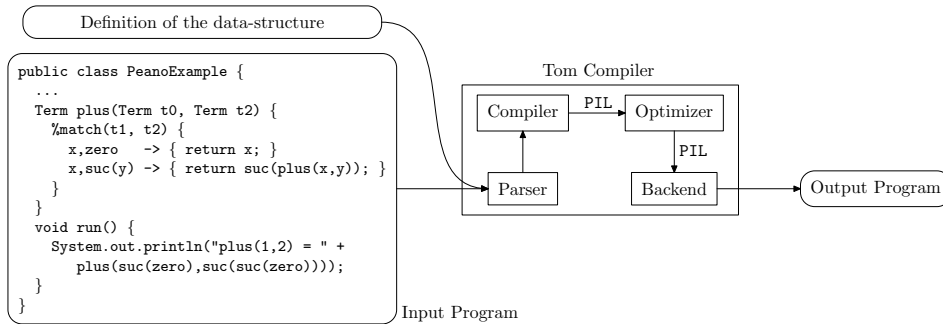 Definition of the data-structure
public class PeanoExample {
  ...
  Term plus(Term t0, Term t2) {
    %match(t1, t2) {
      x,zero   -> { return x; }
      x,suc(y) -> { return suc(plus(x,y)); }
    }
  }
  void run() {
    System.out.println("plus(1,2) = " +
       plus(suc(zero),suc(suc(zero))));
  }
}
Input Program
Tom Compiler
Compiler
PIL
Optimizer
PIL
Parser
Backend
Output Program